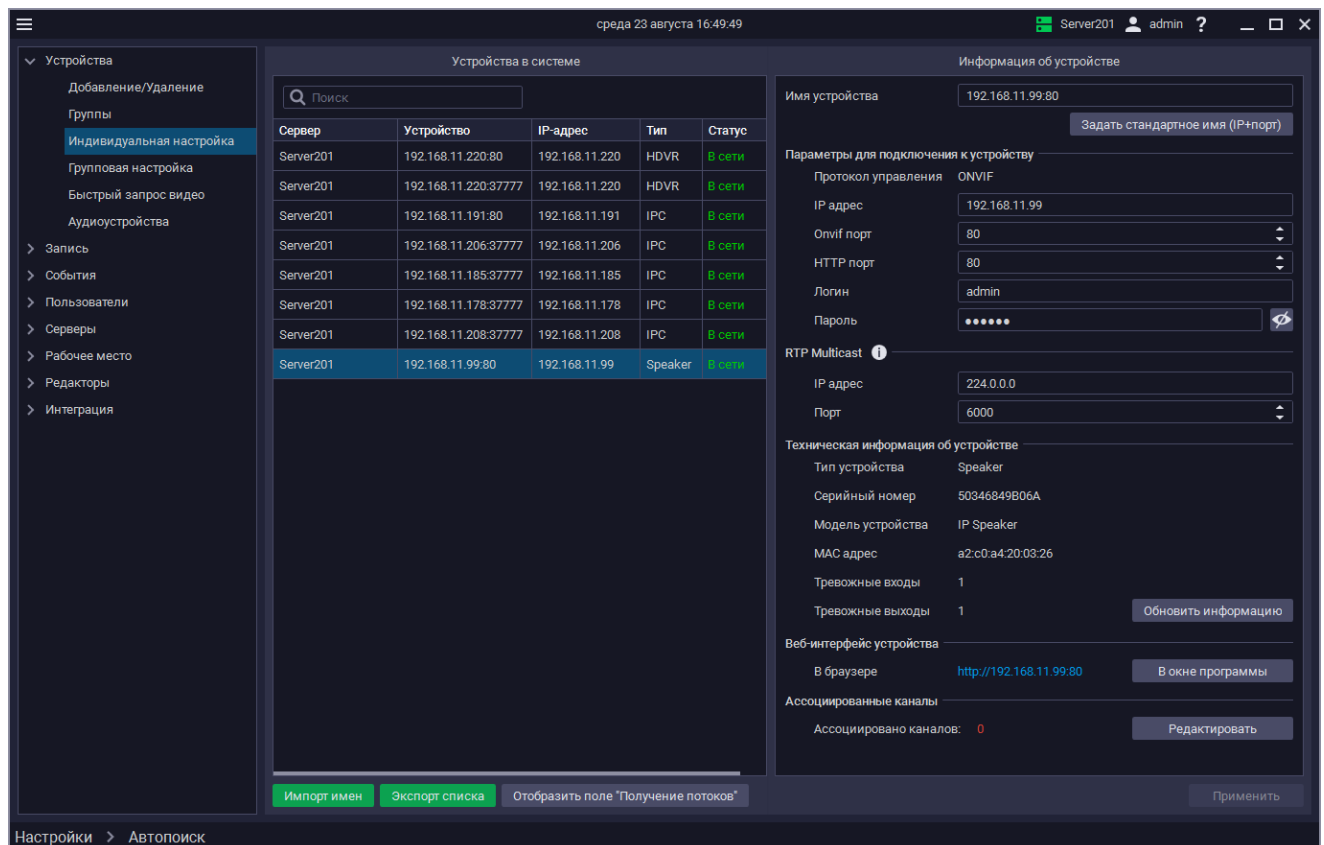 среда 23 августа 16:49:49
Server201 admin ?
Устройства
Добавление/Удаление
Группы
Индивидуальная настройка
Групповая настройка
Быстрый запрос видео
Аудиоустройства
Запись
События
Пользователи
Серверы
Рабочее место
Редакторы
Интеграция
Устройства в системе
Поиск
Сервер Устройство IP-адрес Тип Статус
Server201 192.168.11.220:80 192.168.11.220 HDVR В сети
Server201 192.168.11.220:37777 192.168.11.220 HDVR В сети
Server201 192.168.11.191:80 192.168.11.191 IPC В сети
Server201 192.168.11.206:37777 192.168.11.206 IPC В сети
Server201 192.168.11.185:37777 192.168.11.185 IPC В сети
Server201 192.168.11.178:37777 192.168.11.178 IPC В сети
Server201 192.168.11.208:37777 192.168.11.208 IPC В сети
Server201 192.168.11.99:80 192.168.11.99 Speaker В сети
Импорт имен Экспорт списка Отобразить поле "Получение потоков"
Информация об устройстве
Имя устройства 192.168.11.99:80
Задать стандартное имя (IP+порт)
Параметры для подключения к устройству
Протокол управления ONVIF
IP адрес 192.168.11.99
Onvif порт 80
HTTP порт 80
Логин admin
Пароль ●●●●●●
RTP Multicast
IP адрес 224.0.0.0
Порт 6000
Техническая информация об устройстве
Тип устройства Speaker
Серийный номер 50346849B06A
Модель устройства IP Speaker
MAC адрес a2:c0:a4:20:03:26
Тревожные входы 1
Тревожные выходы 1 Обновить информацию
Веб-интерфейс устройства
В браузере http://192.168.11.99:80 В окне программы
Ассоциированные каналы
Ассоциировано каналов: 0 Редактировать
Применить
Настройки > Автопоиск